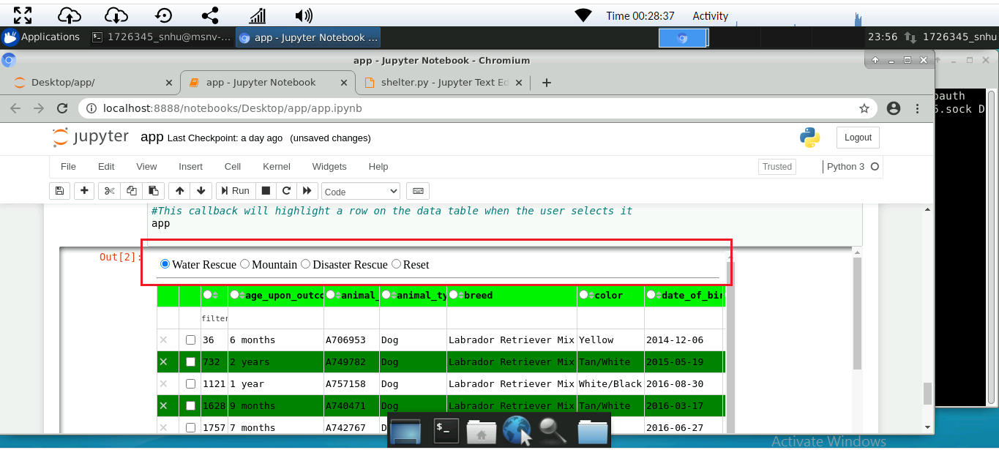 Time 00:28:37 Activity
Applications 1726345_snhu@msnv-... app - Jupyter Notebook ... 23:56 1726345_snhu
app - Jupyter Notebook - Chromium
Desktop/app/ app - Jupyter Notebook shelter.py - Jupyter Text Ed
localhost:8888/notebooks/Desktop/app/app.ipynb
.sock D
jupyter app Last Checkpoint: a day ago (unsaved changes) Logout
File Edit View Insert Cell Kernel Widgets Help Trusted Python 3
Run Code
#This callback will highlight a row on the data table when the user selects it
app
Out[2]:
Water Rescue Mountain Disaster Rescue Reset
age_upon_outco animal_ animal_ty breed color date_of_bir
filter
36 6 months A706953 Dog Labrador Retriever Mix Yellow 2014-12-06
732 2 years A749782 Dog Labrador Retriever Mix Tan/White 2015-05-19
1121 1 year A757158 Dog Labrador Retriever Mix White/Black 2016-08-30
1628 9 months A740471 Dog Labrador Retriever Mix Tan/White 2016-03-17
1757 7 months A742767 D 2016-06-27
Activate Windows